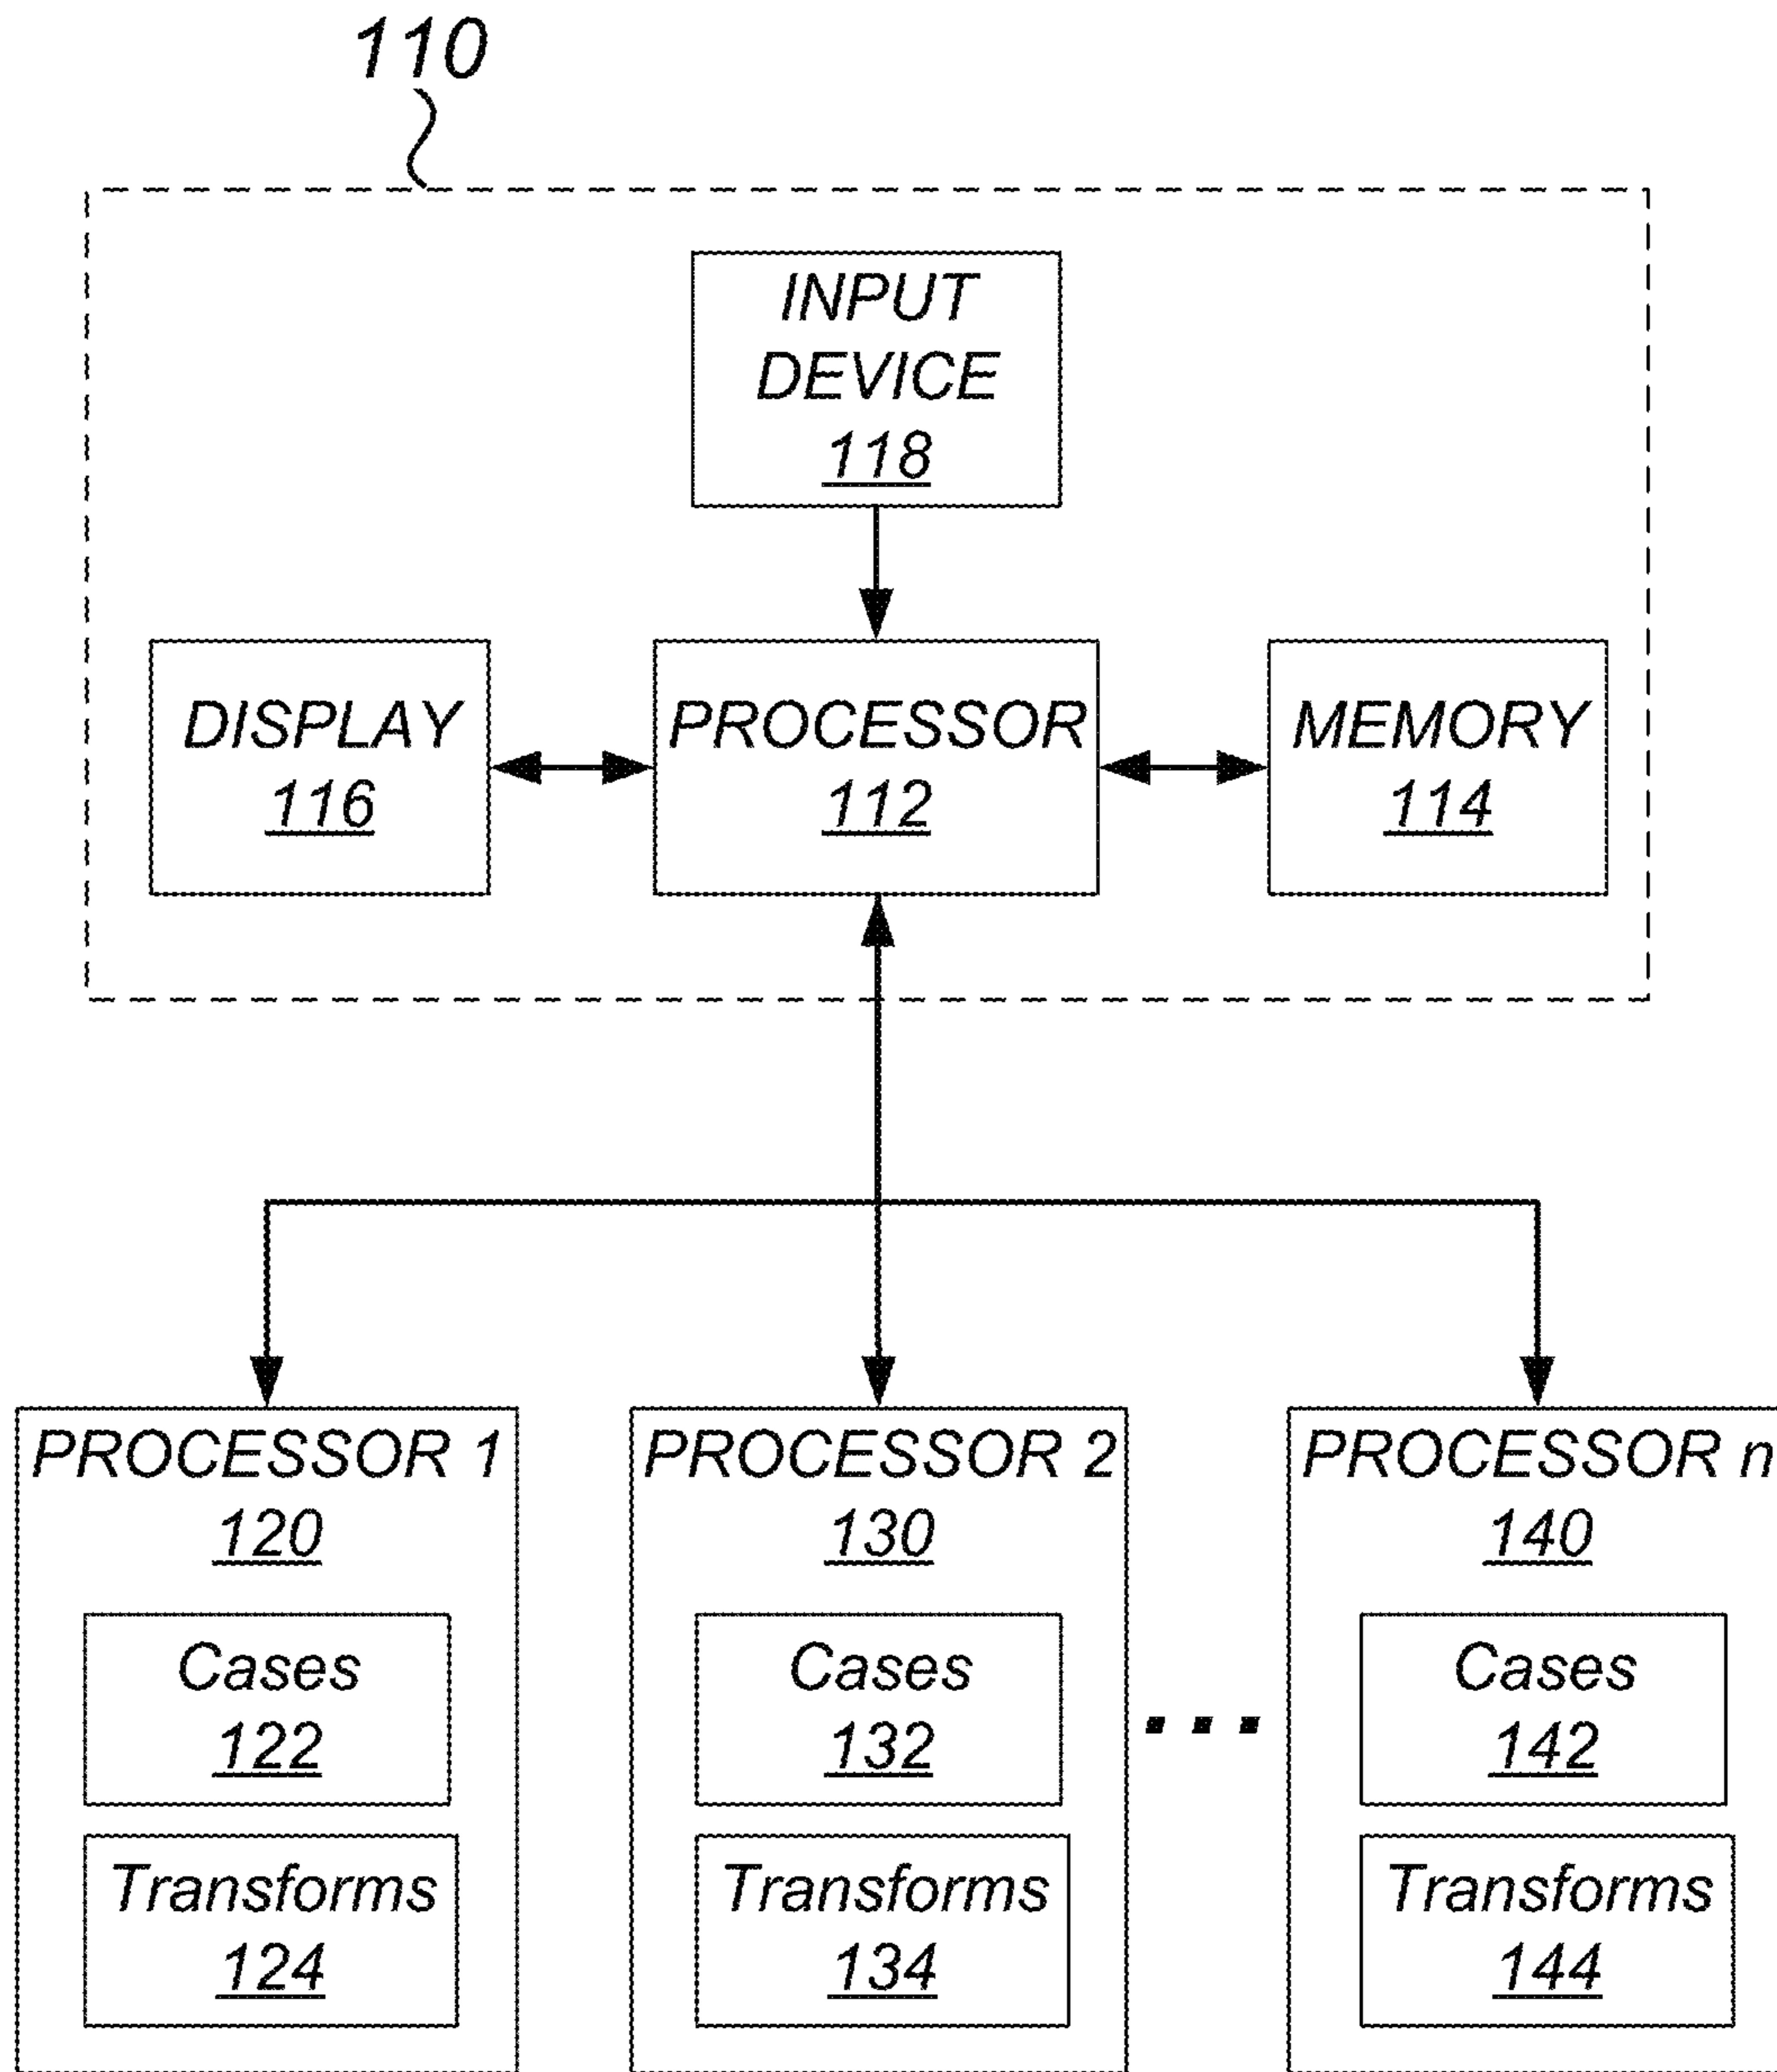 110
INPUT
DEVICE
118
DISPLAY
116
PROCESSOR
112
MEMORY
114
PROCESSOR 1
120
Cases
122
Transforms
124
PROCESSOR 2
130
Cases
132
Transforms
134
...
PROCESSOR n
140
Cases
142
Transforms
144